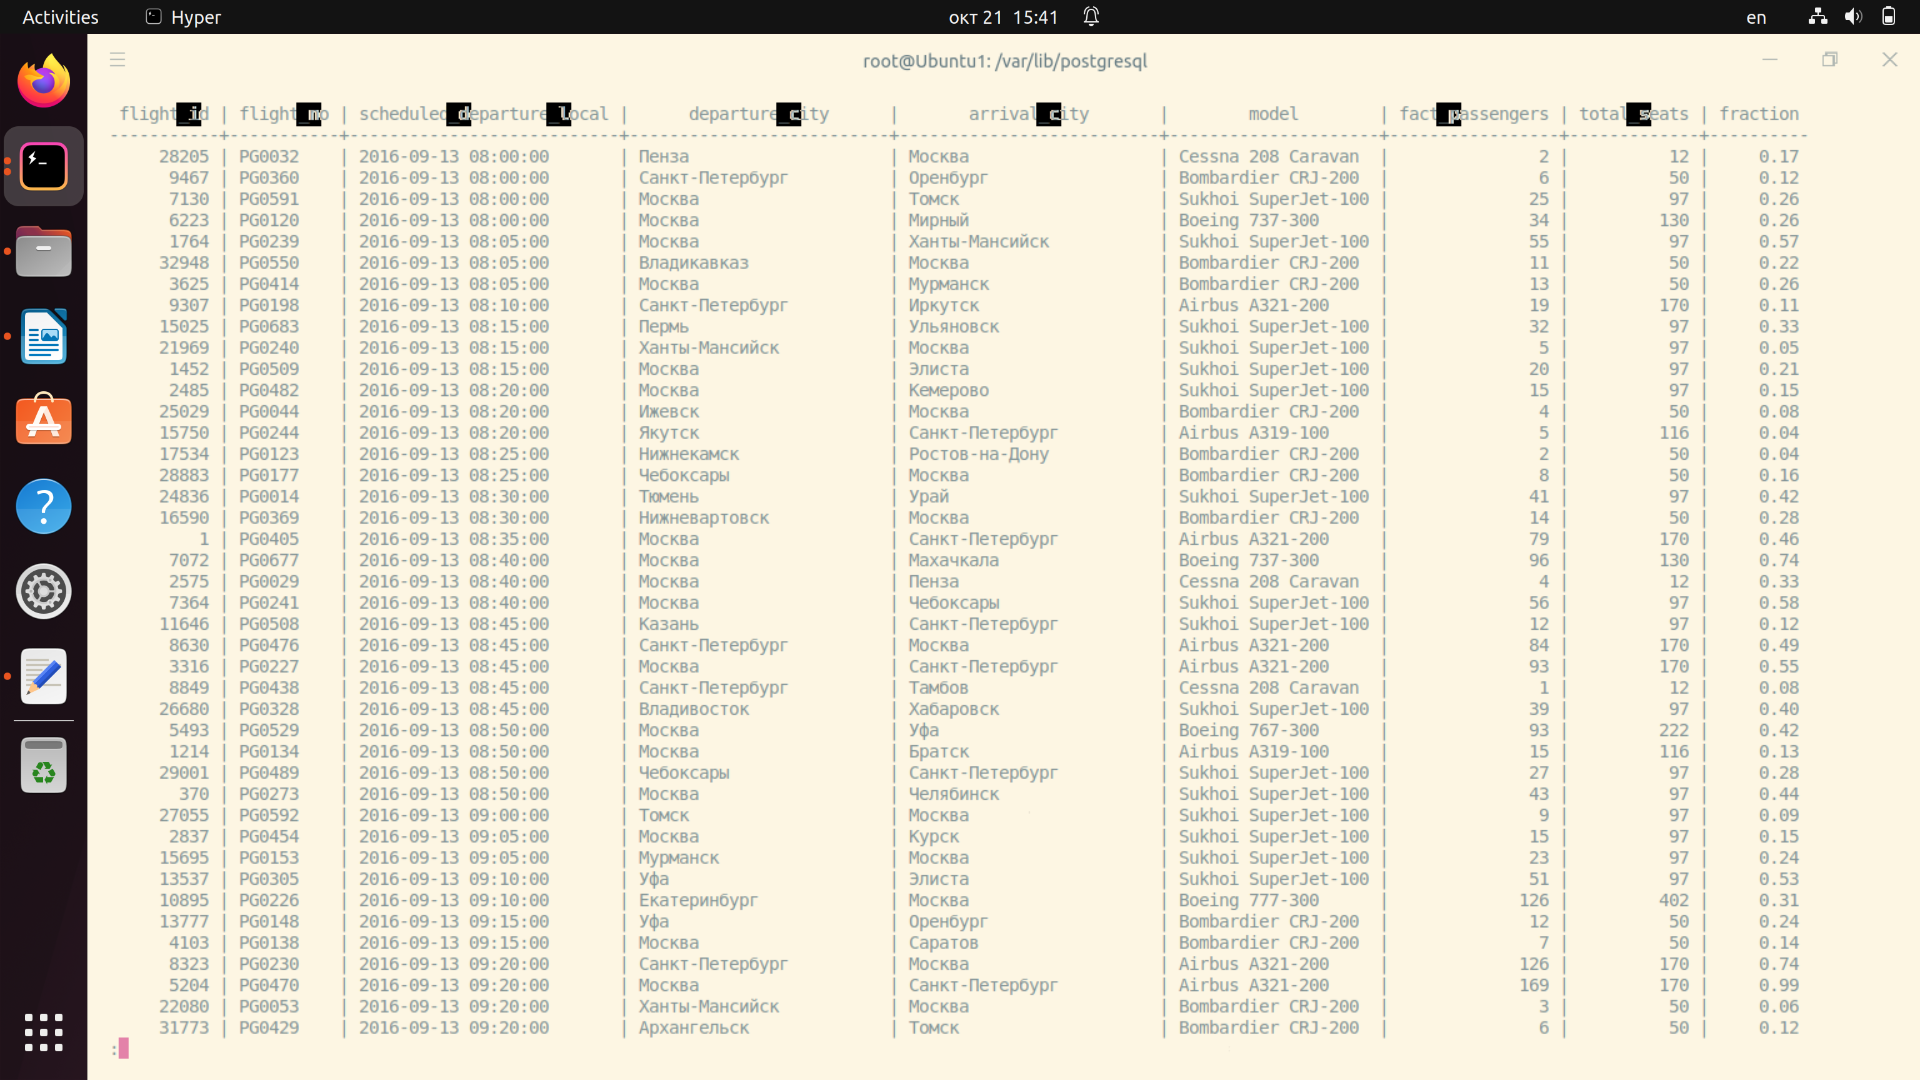 Activities Hyper окт 21 15:41 en
root@Ubuntu1: /var/lib/postgresql
flight_id | flight_no | scheduled_departure_local | departure_city | arrival_city | model | fact_passengers | total_seats | fraction
-----------+-----------+---------------------------+--------------------------+--------------------------+---------------------+-----------------+-------------+----------
28205 | PG0032 | 2016-09-13 08:00:00 | Пенза | Москва | Cessna 208 Caravan | 2 | 12 | 0.17
9467 | PG0360 | 2016-09-13 08:00:00 | Санкт-Петербург | Оренбург | Bombardier CRJ-200 | 6 | 50 | 0.12
7130 | PG0591 | 2016-09-13 08:00:00 | Москва | Томск | Sukhoi SuperJet-100 | 25 | 97 | 0.26
6223 | PG0120 | 2016-09-13 08:00:00 | Москва | Мирный | Boeing 737-300 | 34 | 130 | 0.26
1764 | PG0239 | 2016-09-13 08:05:00 | Москва | Ханты-Мансийск | Sukhoi SuperJet-100 | 55 | 97 | 0.57
32948 | PG0550 | 2016-09-13 08:05:00 | Владикавказ | Москва | Bombardier CRJ-200 | 11 | 50 | 0.22
3625 | PG0414 | 2016-09-13 08:05:00 | Москва | Мурманск | Bombardier CRJ-200 | 13 | 50 | 0.26
9307 | PG0198 | 2016-09-13 08:10:00 | Санкт-Петербург | Иркутск | Airbus A321-200 | 19 | 170 | 0.11
15025 | PG0683 | 2016-09-13 08:15:00 | Пермь | Ульяновск | Sukhoi SuperJet-100 | 32 | 97 | 0.33
21969 | PG0240 | 2016-09-13 08:15:00 | Ханты-Мансийск | Москва | Sukhoi SuperJet-100 | 5 | 97 | 0.05
1452 | PG0509 | 2016-09-13 08:15:00 | Москва | Элиста | Sukhoi SuperJet-100 | 20 | 97 | 0.21
2485 | PG0482 | 2016-09-13 08:20:00 | Москва | Кемерово | Sukhoi SuperJet-100 | 15 | 97 | 0.15
25029 | PG0044 | 2016-09-13 08:20:00 | Ижевск | Москва | Bombardier CRJ-200 | 4 | 50 | 0.08
15750 | PG0244 | 2016-09-13 08:20:00 | Якутск | Санкт-Петербург | Airbus A319-100 | 5 | 116 | 0.04
17534 | PG0123 | 2016-09-13 08:25:00 | Нижнекамск | Ростов-на-Дону | Bombardier CRJ-200 | 2 | 50 | 0.04
28883 | PG0177 | 2016-09-13 08:25:00 | Чебоксары | Москва | Bombardier CRJ-200 | 8 | 50 | 0.16
24836 | PG0014 | 2016-09-13 08:30:00 | Тюмень | Урай | Sukhoi SuperJet-100 | 41 | 97 | 0.42
16590 | PG0369 | 2016-09-13 08:30:00 | Нижневартовск | Москва | Bombardier CRJ-200 | 14 | 50 | 0.28
1 | PG0405 | 2016-09-13 08:35:00 | Москва | Санкт-Петербург | Airbus A321-200 | 79 | 170 | 0.46
7072 | PG0677 | 2016-09-13 08:40:00 | Москва | Махачкала | Boeing 737-300 | 96 | 130 | 0.74
2575 | PG0029 | 2016-09-13 08:40:00 | Москва | Пенза | Cessna 208 Caravan | 4 | 12 | 0.33
7364 | PG0241 | 2016-09-13 08:40:00 | Москва | Чебоксары | Sukhoi SuperJet-100 | 56 | 97 | 0.58
11646 | PG0508 | 2016-09-13 08:45:00 | Казань | Санкт-Петербург | Sukhoi SuperJet-100 | 12 | 97 | 0.12
8630 | PG0476 | 2016-09-13 08:45:00 | Санкт-Петербург | Москва | Airbus A321-200 | 84 | 170 | 0.49
3316 | PG0227 | 2016-09-13 08:45:00 | Москва | Санкт-Петербург | Airbus A321-200 | 93 | 170 | 0.55
8849 | PG0438 | 2016-09-13 08:45:00 | Санкт-Петербург | Тамбов | Cessna 208 Caravan | 1 | 12 | 0.08
26680 | PG0328 | 2016-09-13 08:45:00 | Владивосток | Хабаровск | Sukhoi SuperJet-100 | 39 | 97 | 0.40
5493 | PG0529 | 2016-09-13 08:50:00 | Москва | Уфа | Boeing 767-300 | 93 | 222 | 0.42
1214 | PG0134 | 2016-09-13 08:50:00 | Москва | Братск | Airbus A319-100 | 15 | 116 | 0.13
29001 | PG0489 | 2016-09-13 08:50:00 | Чебоксары | Санкт-Петербург | Sukhoi SuperJet-100 | 27 | 97 | 0.28
370 | PG0273 | 2016-09-13 08:50:00 | Москва | Челябинск | Sukhoi SuperJet-100 | 43 | 97 | 0.44
27055 | PG0592 | 2016-09-13 09:00:00 | Томск | Москва | Sukhoi SuperJet-100 | 9 | 97 | 0.09
2837 | PG0454 | 2016-09-13 09:05:00 | Москва | Курск | Sukhoi SuperJet-100 | 15 | 97 | 0.15
15695 | PG0153 | 2016-09-13 09:05:00 | Мурманск | Москва | Sukhoi SuperJet-100 | 23 | 97 | 0.24
13537 | PG0305 | 2016-09-13 09:10:00 | Уфа | Элиста | Sukhoi SuperJet-100 | 51 | 97 | 0.53
10895 | PG0226 | 2016-09-13 09:10:00 | Екатеринбург | Москва | Boeing 777-300 | 126 | 402 | 0.31
13777 | PG0148 | 2016-09-13 09:15:00 | Уфа | Оренбург | Bombardier CRJ-200 | 12 | 50 | 0.24
4103 | PG0138 | 2016-09-13 09:15:00 | Москва | Саратов | Bombardier CRJ-200 | 7 | 50 | 0.14
8323 | PG0230 | 2016-09-13 09:20:00 | Санкт-Петербург | Москва | Airbus A321-200 | 126 | 170 | 0.74
5204 | PG0470 | 2016-09-13 09:20:00 | Москва | Санкт-Петербург | Airbus A321-200 | 169 | 170 | 0.99
22080 | PG0053 | 2016-09-13 09:20:00 | Ханты-Мансийск | Москва | Bombardier CRJ-200 | 3 | 50 | 0.06
31773 | PG0429 | 2016-09-13 09:20:00 | Архангельск | Томск | Bombardier CRJ-200 | 6 | 50 | 0.12
: